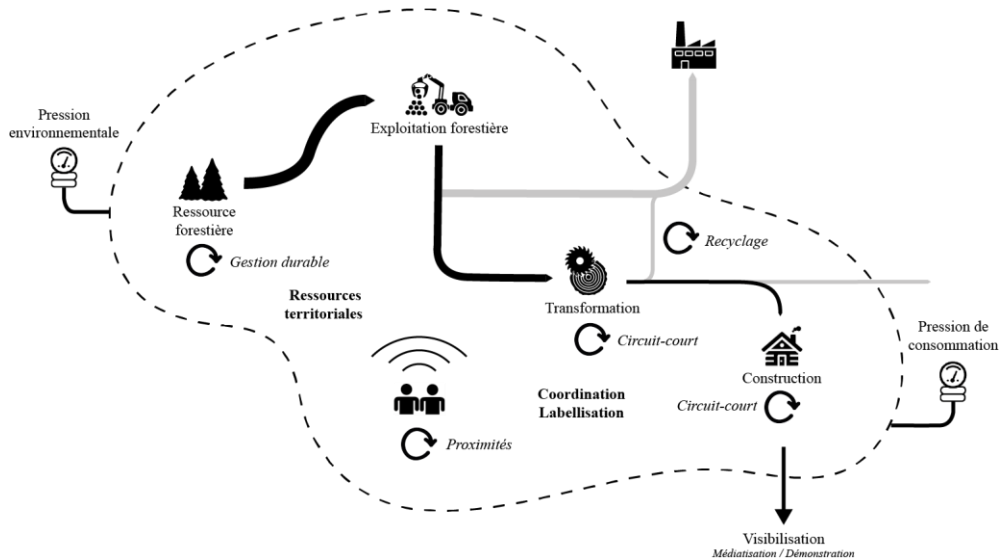 Pression
environnementale
Exploitation forestière
Ressource
forestière
Gestion durable
Recyclage
Ressources
territoriales
Transformation
Circuit-court
Pression de
consommation
Construction
Circuit-court
Coordination
Labellisation
Proximités
Visibilisation
Médiatisation / Démonstration